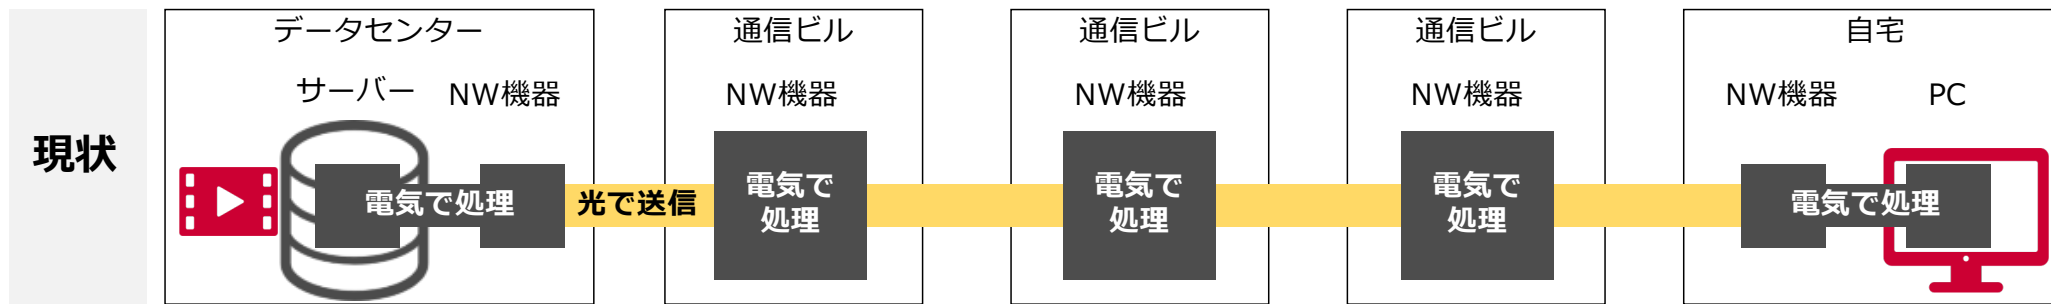 現状
データセンター
サーバー
NW機器
電気で処理
光で送信
通信ビル
NW機器
電気で
処理
通信ビル
NW機器
電気で
処理
通信ビル
NW機器
電気で
処理
自宅
NW機器
PC
電気で処理